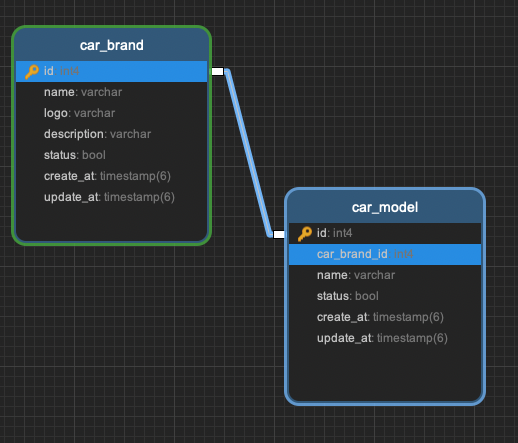 car_brand
id: int4
name: varchar
logo: varchar
description: varchar
status: bool
create_at: timestamp(6)
update_at: timestamp(6)
car_model
id: int4
car_brand_id: int4
name: varchar
status: bool
create_at: timestamp(6)
update_at: timestamp(6)